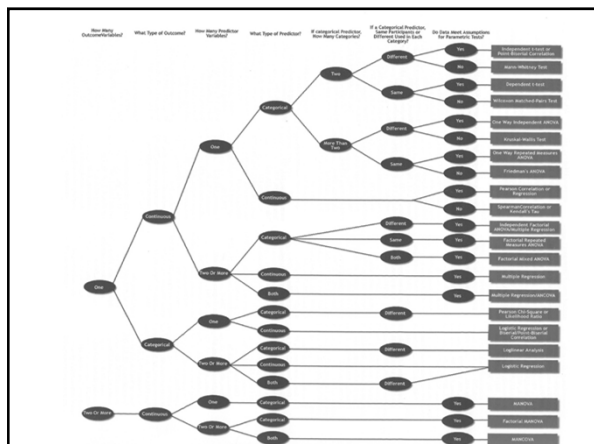 How Many
OutcomeVariables?
What Type of Outcome?
How Many Predictor
Variables?
What Type of Predictor?
If categorical Predictor,
How Many Categories?
If a Categorical Predictor,
Same Participants or
Different Used in Each
Category?
Do Data Meet Assumptions
for Parametric Tests?
One
Continuous
One
Categorical
Two
Different
Yes
Independent t-test or
Point-Biserial Correlation
No
Mann-Whitney Test
Same
Yes
Dependent t-test
No
Wilcoxon Matched-Pairs Test
More Than
Two
Different
Yes
One Way Independent ANOVA
No
Kruskal-Wallis Test
Same
Yes
One Way Repeated Measures
ANOVA
No
Friedman's ANOVA
Continuous
Yes
Pearson Correlation or
Regression
No
Spearman Correlation or
Kendall's Tau
Two Or More
Categorical
Different
Yes
Independent Factorial
ANOVA/Multiple Regression
Same
Yes
Factorial Repeated
Measures ANOVA
Both
Yes
Factorial Mixed ANOVA
Continuous
Yes
Multiple Regression
Both
Yes
Multiple Regression/ANCOVA
Categorical
One
Categorical
Different
Pearson Chi-Square or
Likelihood Ratio
Continuous
Logistic Regression or
Biserial/Point-Biserial
Correlation
Two Or More
Categorical
Different
Loglinear Analysis
Continuous
Logistic Regression
Both
Different
Two Or More
Continuous
One
Categorical
Yes
MANOVA
Two Or More
Categorical
Yes
Factorial MANOVA
Both
Yes
MANCOVA